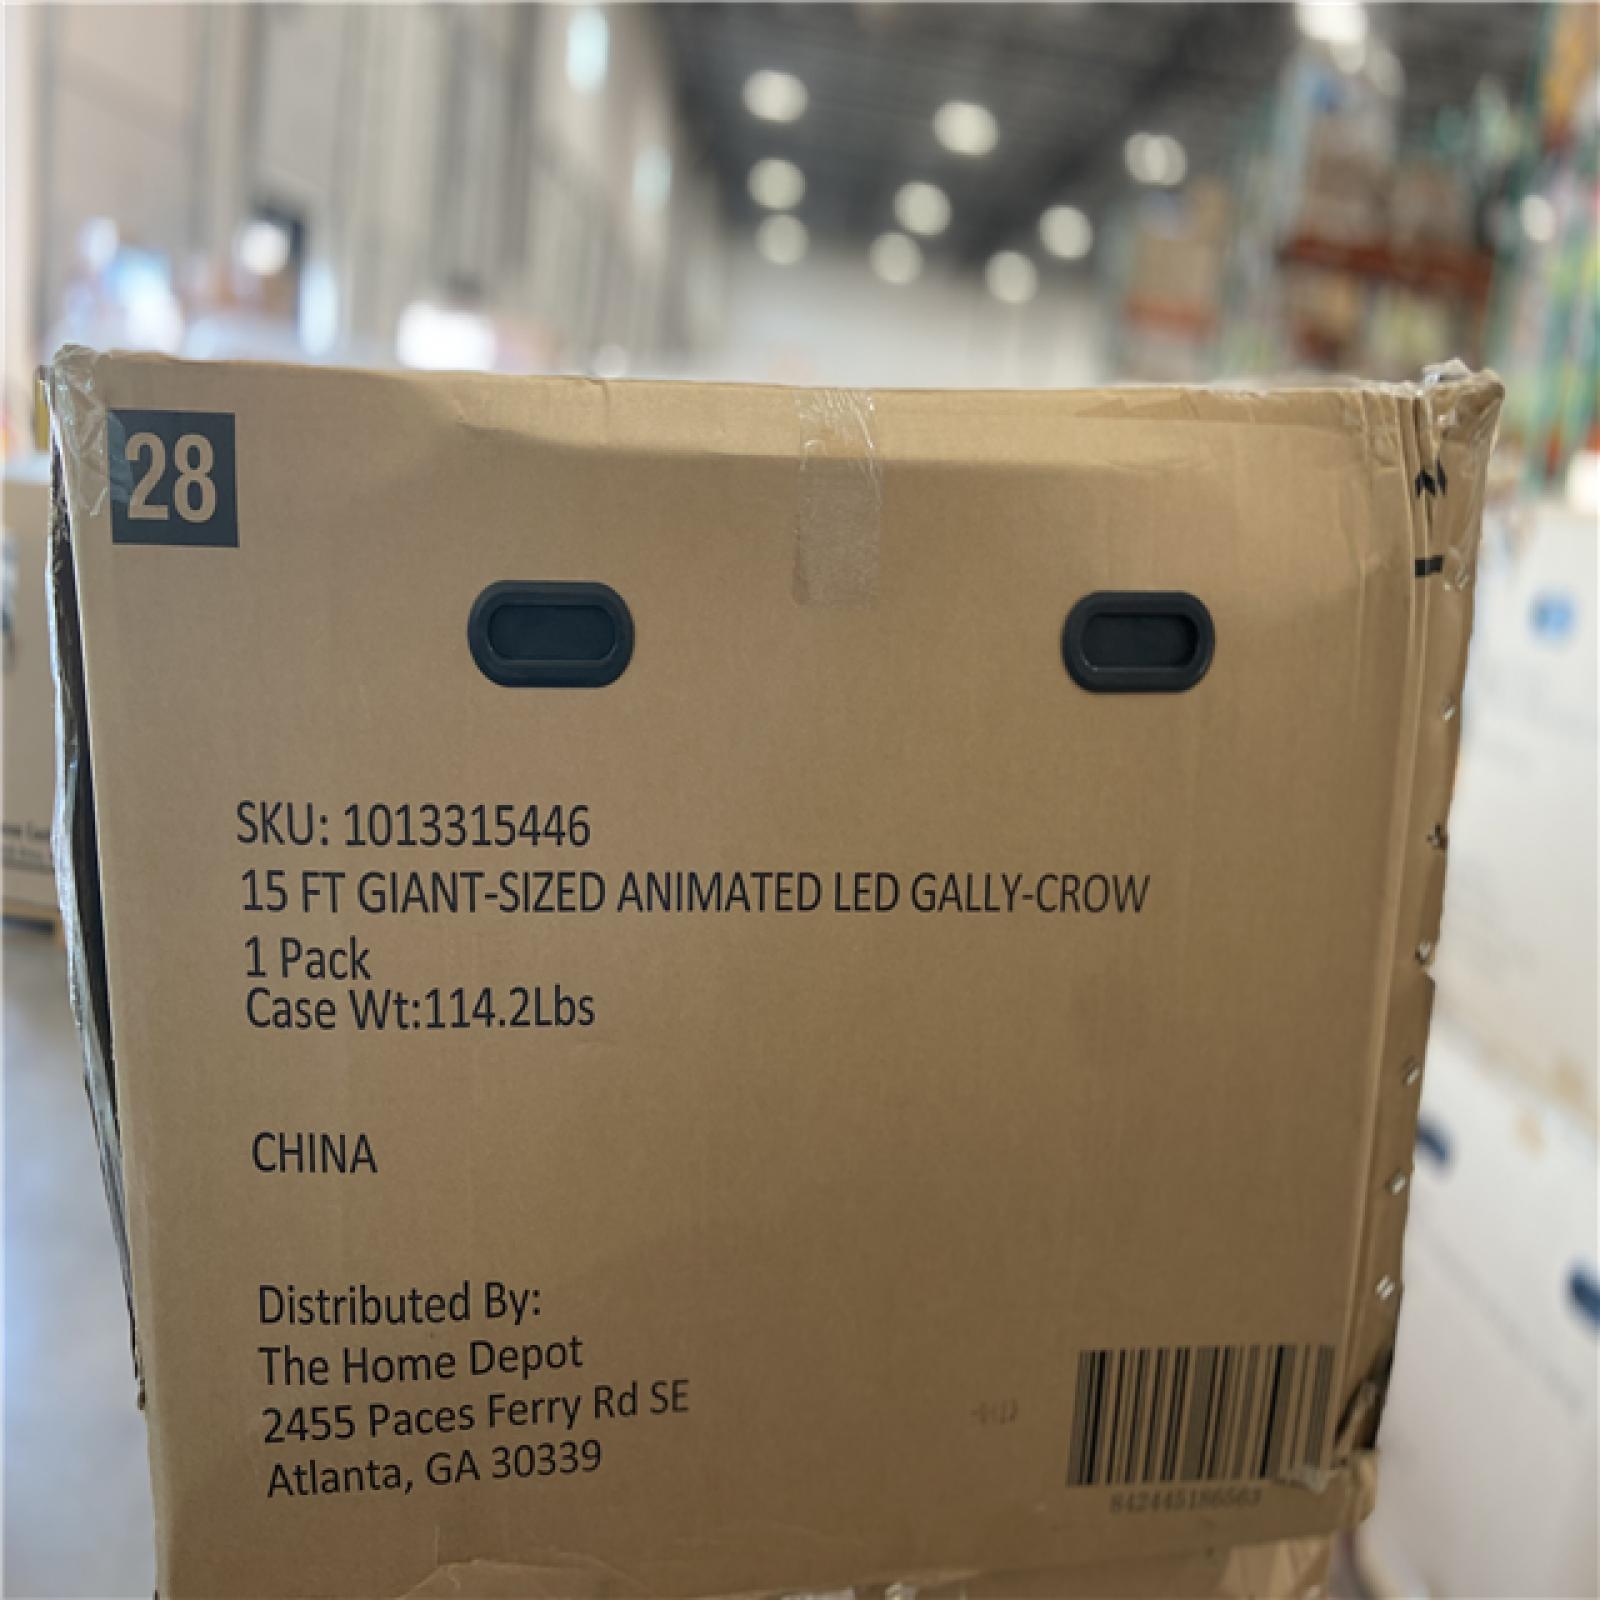 28
SKU: 1013315446
15 FT GIANT-SIZED ANIMATED LED GALLY-CROW
1 Pack
Case Wt:114.2Lbs
CHINA
Distributed By:
The Home Depot
2455 Paces Ferry Rd SE
Atlanta, GA 30339
842445186563